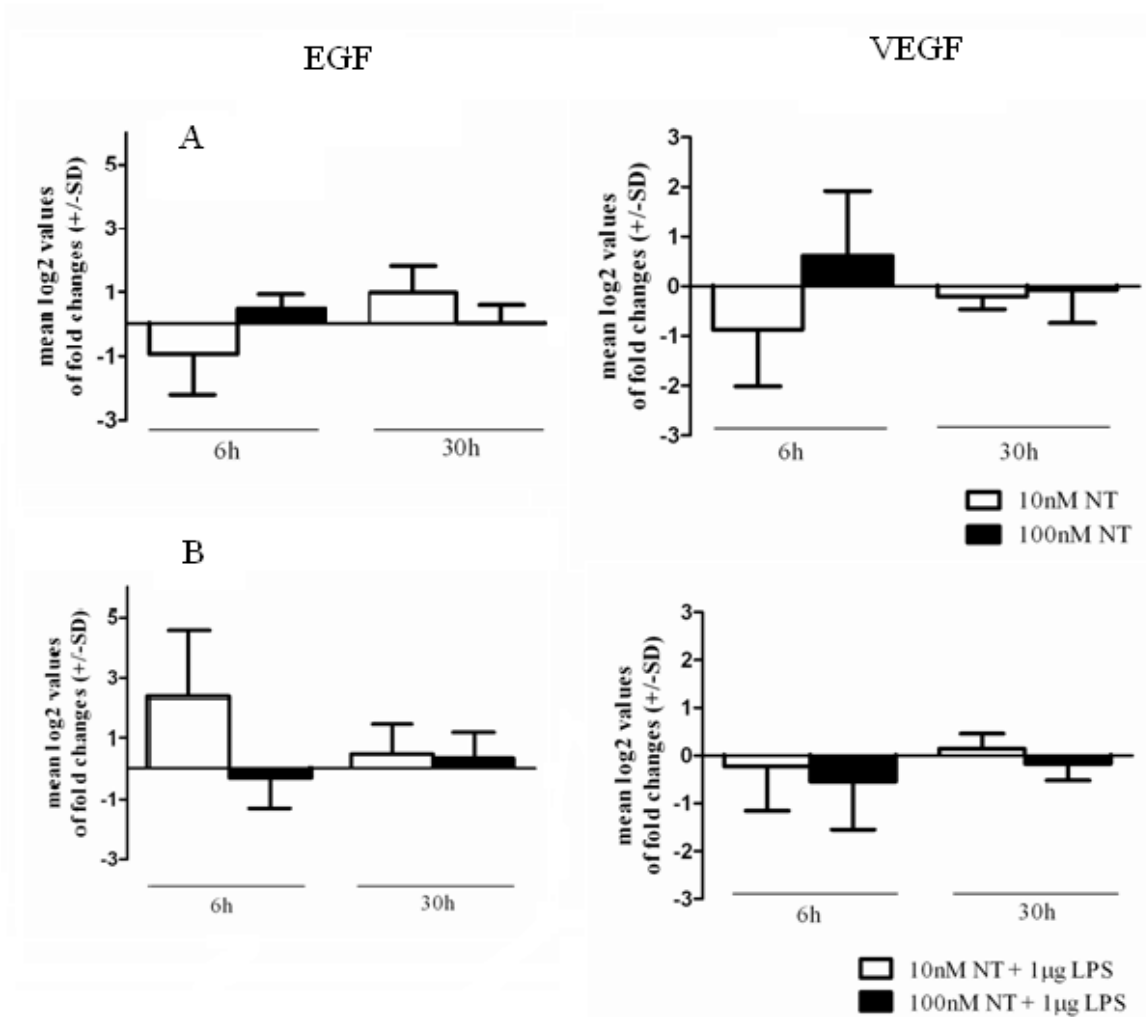 EGF
VEGF
A
mean log2 values
of fold changes (+/-SD)
5
3
1
-1
-3
6h
30h
mean log2 values
of fold changes (+/-SD)
3
2
1
0
-1
-2
-3
6h
30h
10nM NT
100nM NT
B
mean log2 values
of fold changes (+/-SD)
5
3
1
-1
-3
6h
30h
mean log2 values
of fold changes (+/-SD)
3
2
1
0
-1
-2
-3
6h
30h
10nM NT + 1µg LPS
100nM NT + 1µg LPS